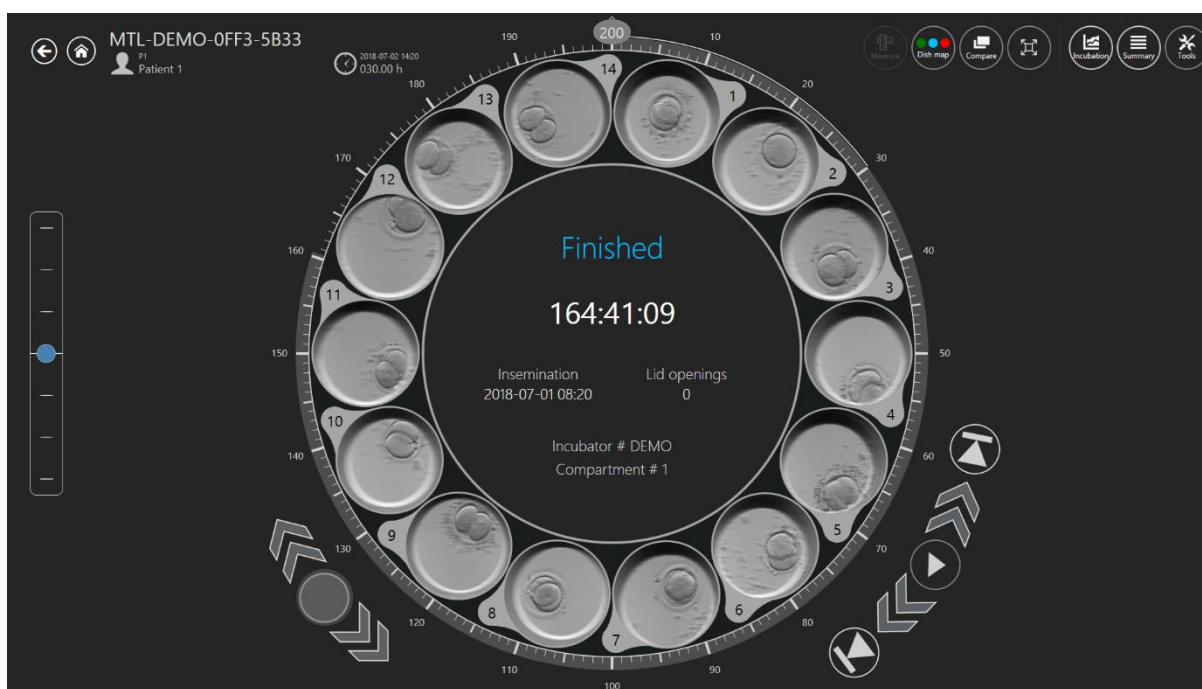 MTL-DEMO-0FF3-5B33
P1
Patient 1
2018-07-02 14:20
030.00 h
Measure
Dish map
Compare
Incubation
Summary
Tools
200
10
20
30
40
50
60
70
80
90
100
110
120
130
140
150
160
170
180
190
1
2
3
4
5
6
7
8
9
10
11
12
13
14
Finished
164:41:09
Insemination
2018-07-01 08:20
Lid openings
0
Incubator # DEMO
Compartment # 1